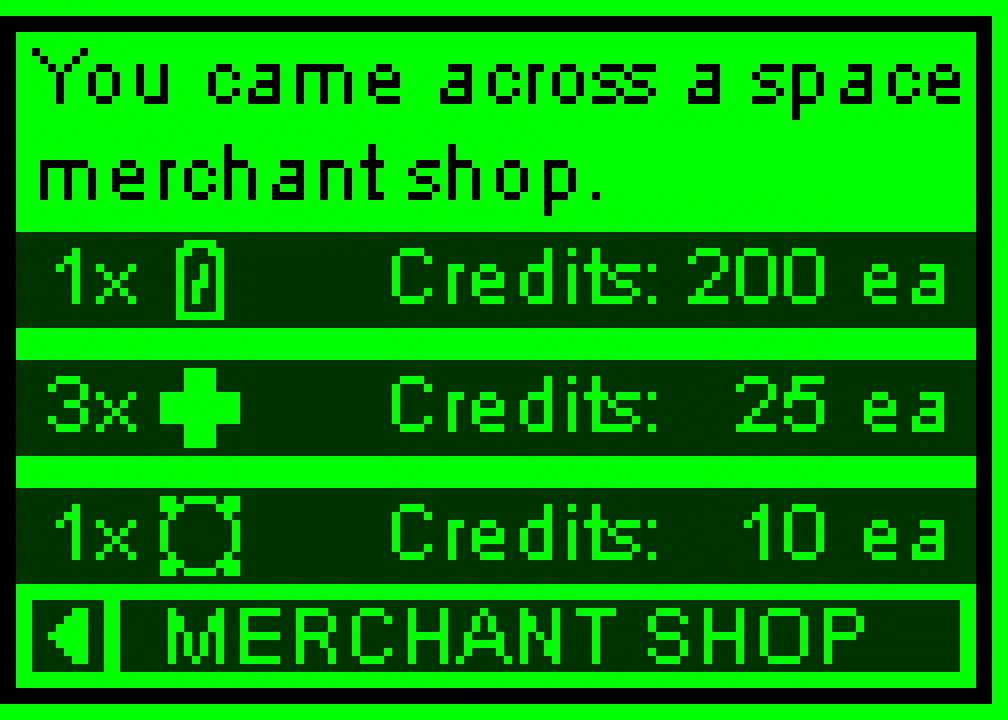 You came across a space
merchant shop.
1x Credits: 200 ea
3x Credits: 25 ea
1x Credits: 10 ea
MERCHANT SHOP